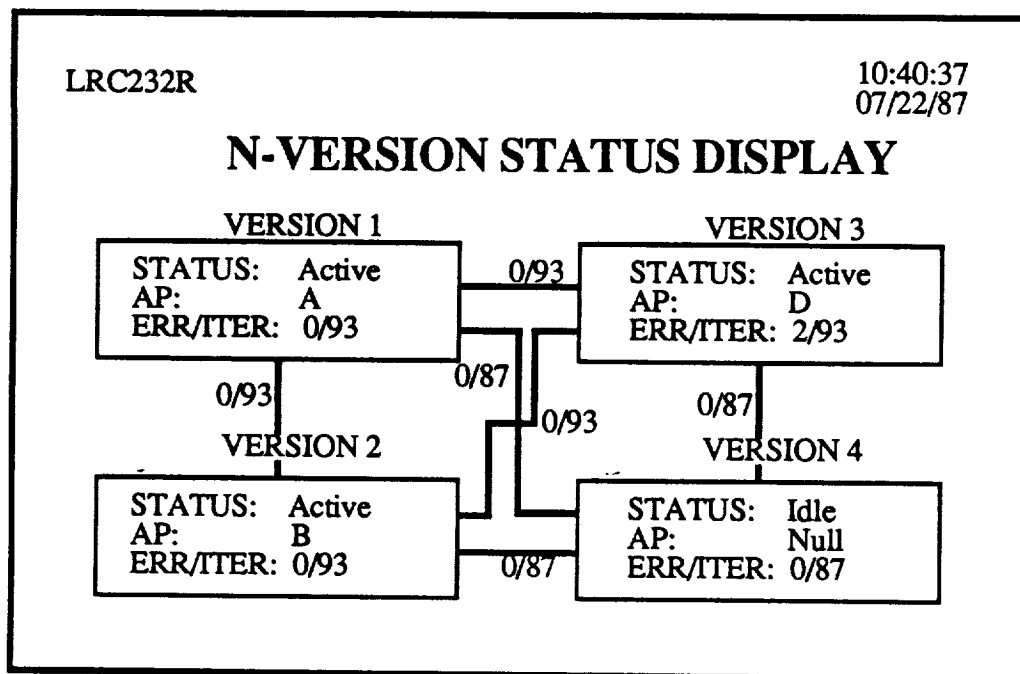 LRC232R
10:40:37
07/22/87
N-VERSION STATUS DISPLAY
VERSION 1
STATUS: Active
AP: A
ERR/ITER: 0/93
0/93
VERSION 3
STATUS: Active
AP: D
ERR/ITER: 2/93
0/93
0/87
0/93
0/87
VERSION 2
STATUS: Active
AP: B
ERR/ITER: 0/93
0/87
VERSION 4
STATUS: Idle
AP: Null
ERR/ITER: 0/87